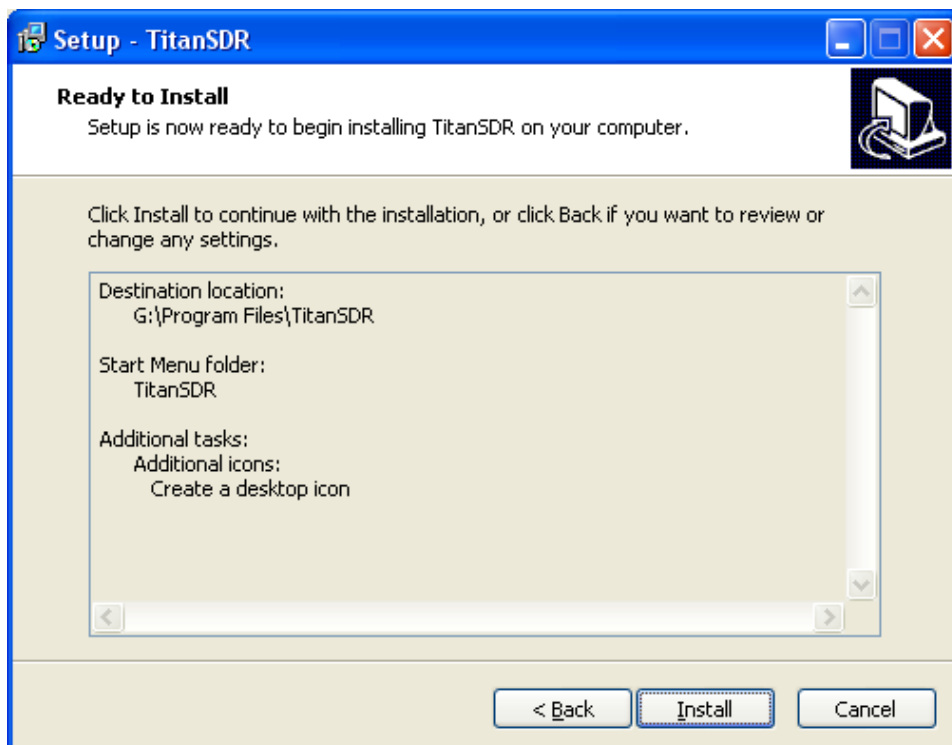 Setup - TitanSDR
Ready to Install
Setup is now ready to begin installing TitanSDR on your computer.
Click Install to continue with the installation, or click Back if you want to review or
change any settings.
Destination location:
G:\Program Files\TitanSDR
Start Menu folder:
TitanSDR
Additional tasks:
Additional icons:
Create a desktop icon
< Back
Install
Cancel